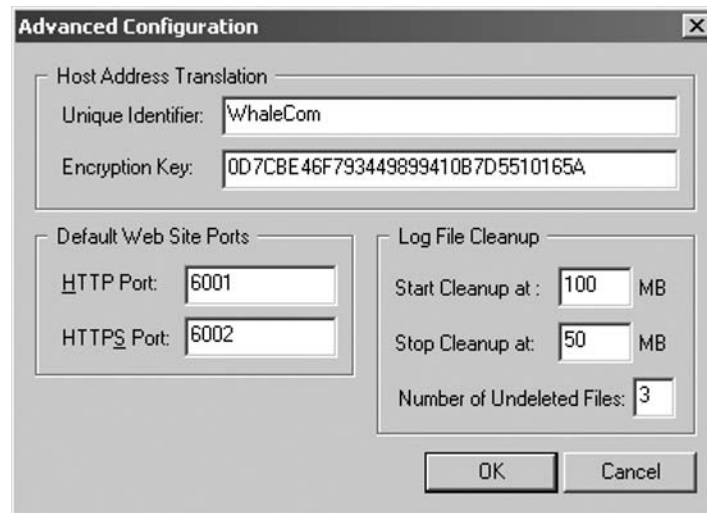 Advanced Configuration
Host Address Translation
Unique Identifier: WhaleCom
Encryption Key: 0D7CBE46F793449899410B7D5510165A
Default Web Site Ports
HTTP Port: 6001
HTTPS Port: 6002
Log File Cleanup
Start Cleanup at : 100 MB
Stop Cleanup at: 50 MB
Number of Undeleted Files: 3
OK Cancel